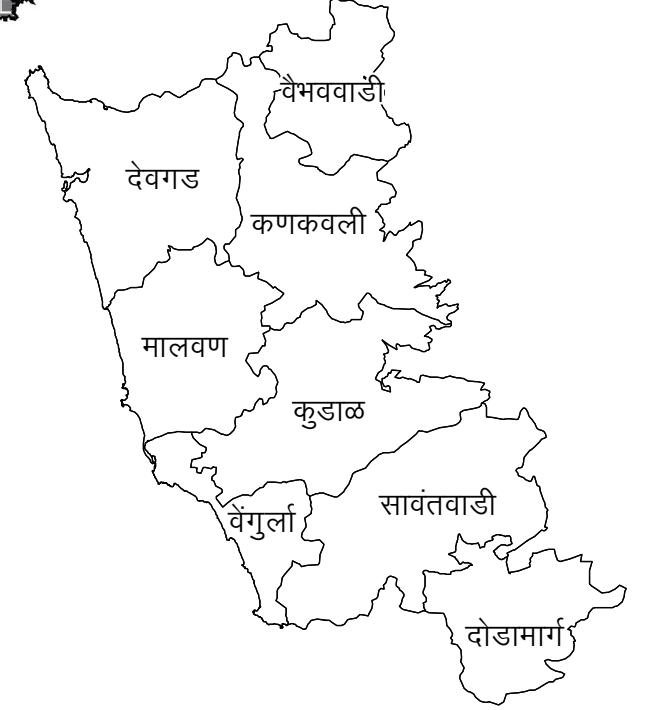 वैभववाडी
देवगड
कणकवली
मालवण
कुडाळ
सावंतवाडी
वेंगुर्ला
दोडामार्ग